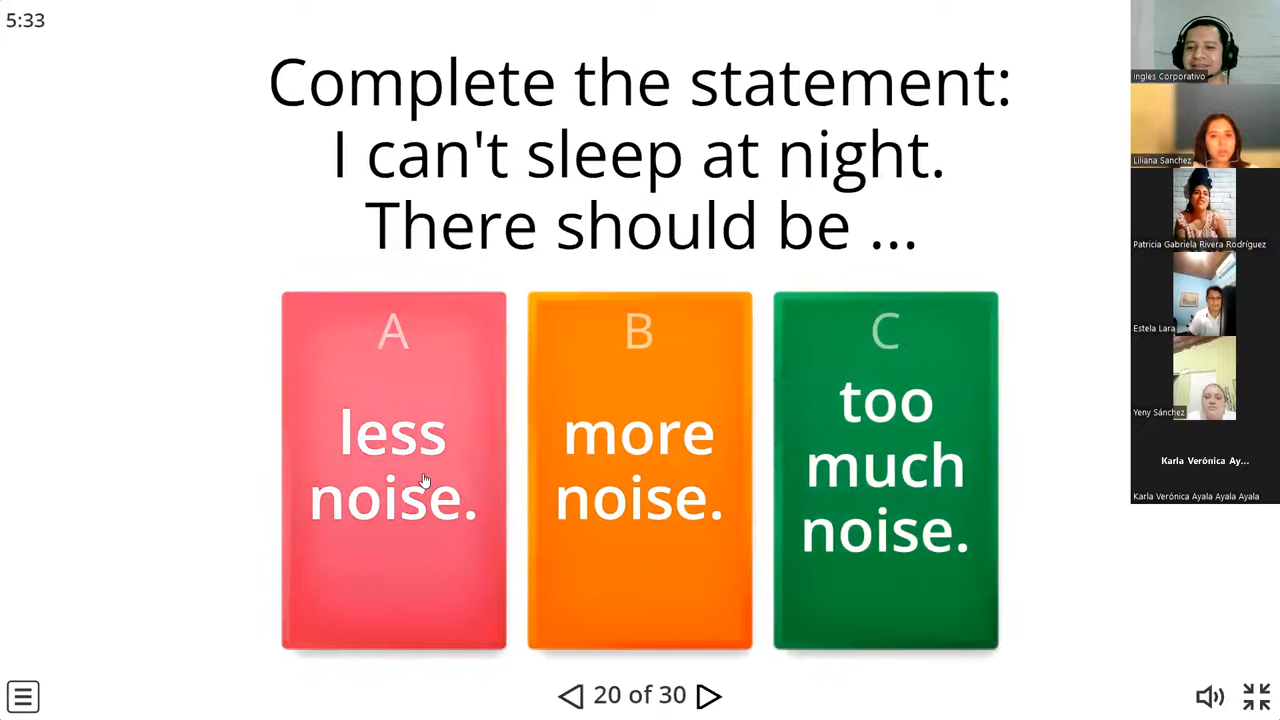 5:33
Complete the statement:
I can't sleep at night.
There should be ...
A
less
noise.
B
more
noise.
C
too
much
noise.
20 of 30
Ingles Corporativo
Liliana Sanchez
Patricia Gabriela Rivera Rodríguez
Estela Lara
Yeny Sánchez
Karla Verónica Ay...
Karla Verónica Ayala Ayala Ayala